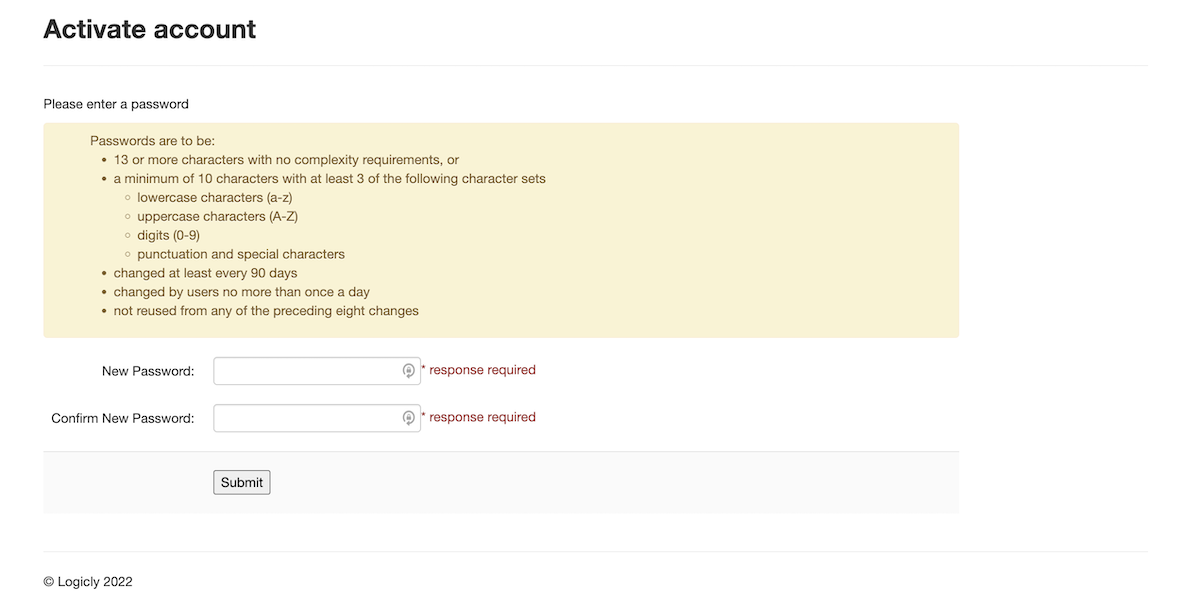 Activate account
Please enter a password
Passwords are to be:
• 13 or more characters with no complexity requirements, or
• a minimum of 10 characters with at least 3 of the following character sets
◦ lowercase characters (a-z)
◦ uppercase characters (A-Z)
◦ digits (0-9)
◦ punctuation and special characters
• changed at least every 90 days
• changed by users no more than once a day
• not reused from any of the preceding eight changes
New Password: * response required
Confirm New Password: * response required
Submit
© Logicly 2022